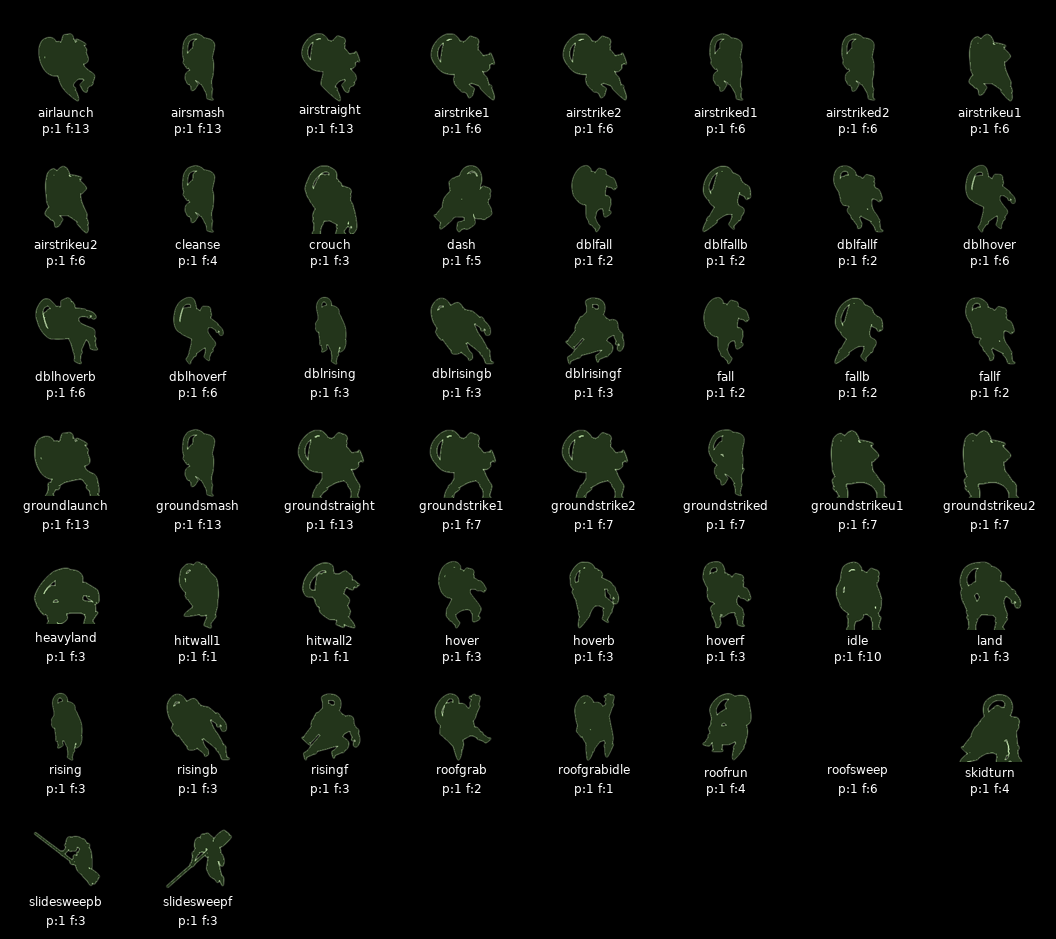 airlaunch airsmash airstraight airstrike1 airstrike2 airstriked1 airstriked2 airstrikeu1
p:1 f:13 p:1 f:13 p:1 f:13 p:1 f:6 p:1 f:6 p:1 f:6 p:1 f:6 p:1 f:6
airstrikeu2 cleanse crouch dash dblfall dblfallb dblfallf dblhover
p:1 f:6 p:1 f:4 p:1 f:3 p:1 f:5 p:1 f:2 p:1 f:2 p:1 f:2 p:1 f:6
dblhoverb dblhoverf dblrising dblrisingb dblrisingf fall fallb fallf
p:1 f:6 p:1 f:6 p:1 f:3 p:1 f:3 p:1 f:3 p:1 f:2 p:1 f:2 p:1 f:2
groundlaunch groundsmash groundstraight groundstrike1 groundstrike2 groundstriked groundstrikeu1 groundstrikeu2
p:1 f:13 p:1 f:13 p:1 f:13 p:1 f:7 p:1 f:7 p:1 f:7 p:1 f:7 p:1 f:7
heavyland hitwall1 hitwall2 hover hoverb hoverf idle land
p:1 f:3 p:1 f:1 p:1 f:1 p:1 f:3 p:1 f:3 p:1 f:3 p:1 f:10 p:1 f:3
rising risingb risingf roofgrab roofgrabidle roofrun roofsweep skidturn
p:1 f:3 p:1 f:3 p:1 f:3 p:1 f:2 p:1 f:1 p:1 f:4 p:1 f:6 p:1 f:4
slidesweepb slidesweepf
p:1 f:3 p:1 f:3